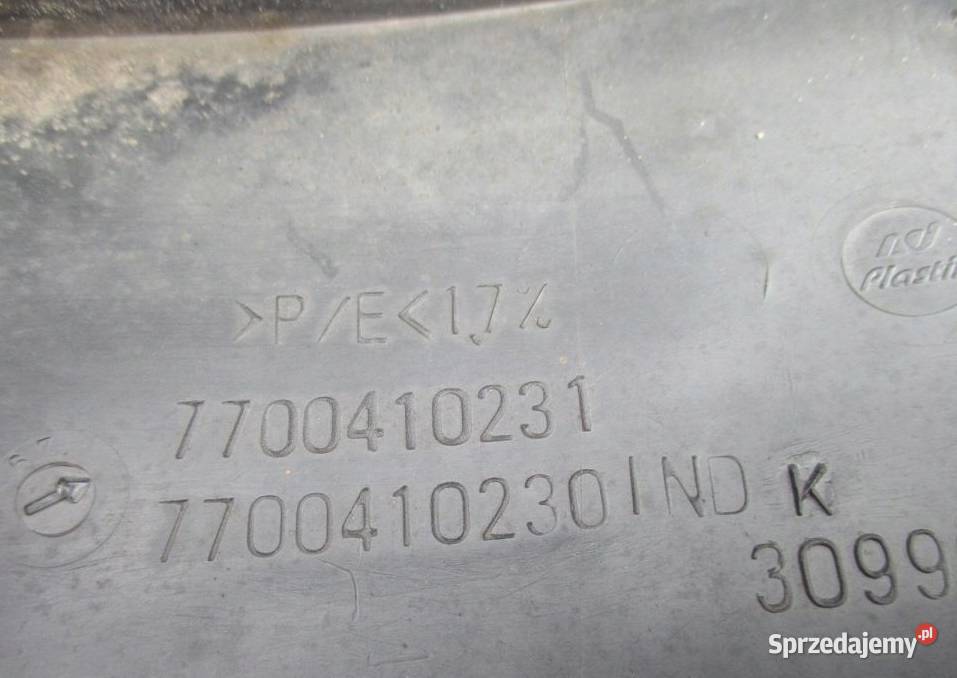 Plasti
>P/E<17%
7700410231
7700410230 IND K
3099
Sprzedajemy.pl